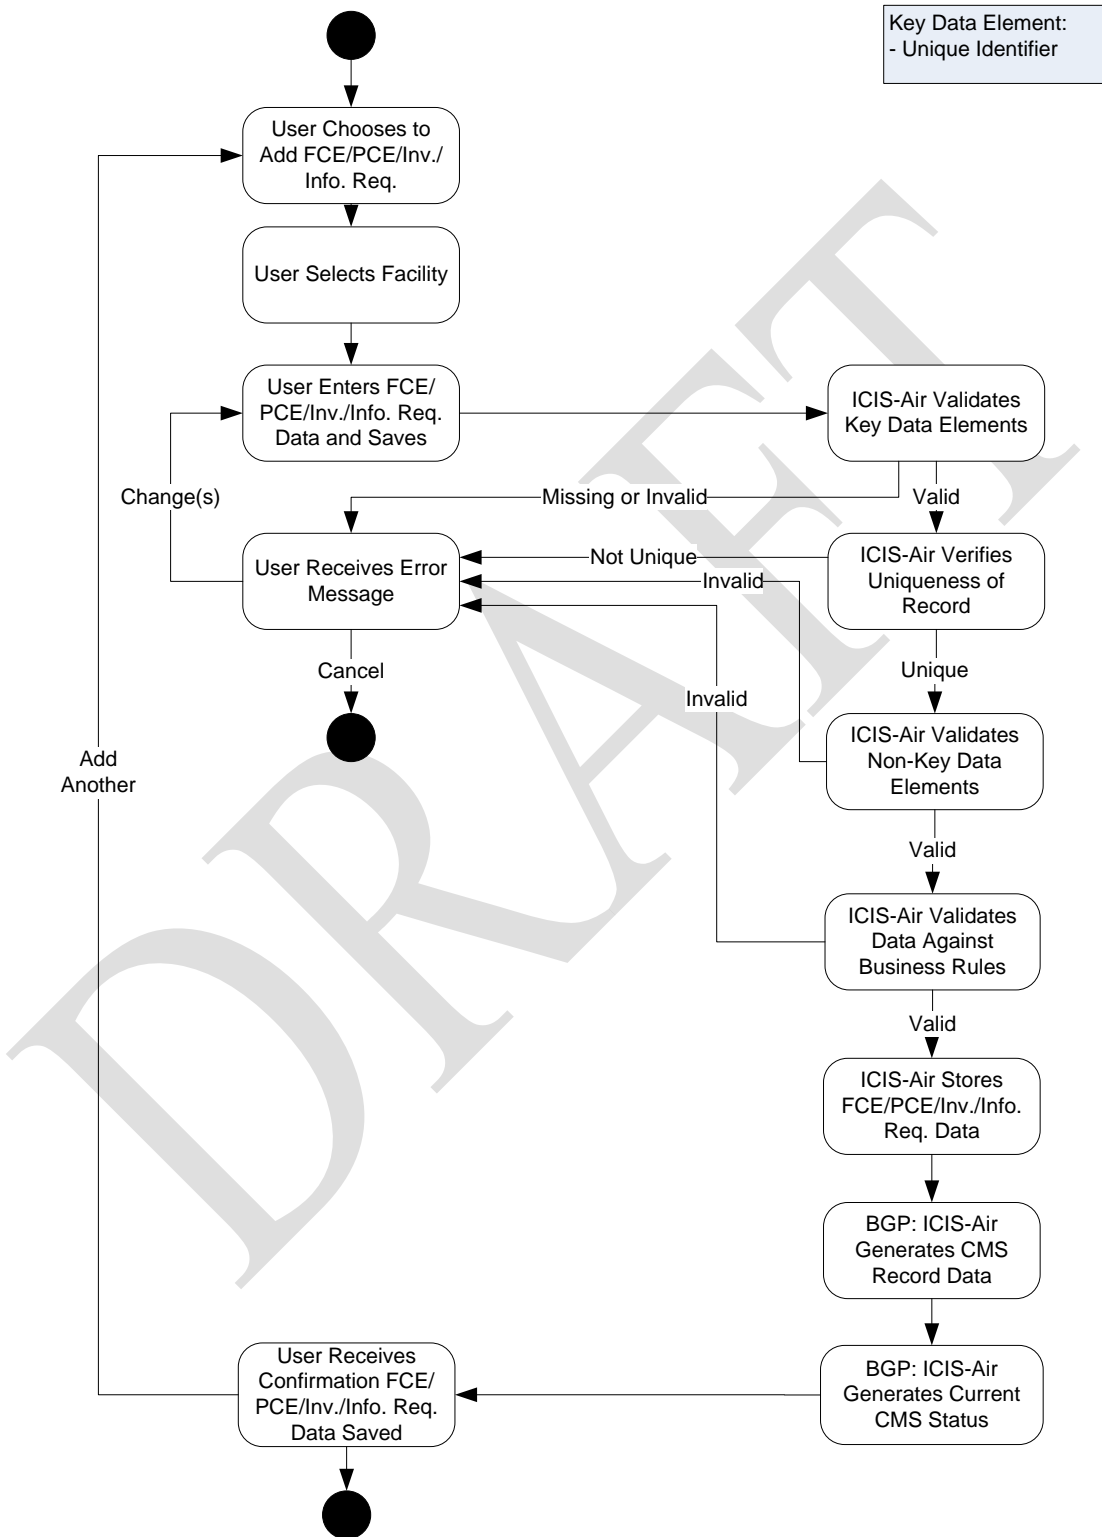 Key Data Element:
- Unique Identifier
User Chooses to
Add FCE/PCE/Inv./
Info. Req.
User Selects Facility
User Enters FCE/
PCE/Inv./Info. Req.
Data and Saves
ICIS-Air Validates
Key Data Elements
Change(s)
Missing or Invalid
Valid
User Receives Error
Message
Not Unique
Invalid
ICIS-Air Verifies
Uniqueness of
Record
Cancel
Unique
Invalid
ICIS-Air Validates
Non-Key Data
Elements
Add
Another
Valid
ICIS-Air Validates
Data Against
Business Rules
Valid
ICIS-Air Stores
FCE/PCE/Inv./Info.
Req. Data
BGP: ICIS-Air
Generates CMS
Record Data
BGP: ICIS-Air
Generates Current
CMS Status
User Receives
Confirmation FCE/
PCE/Inv./Info. Req.
Data Saved
DRAFT